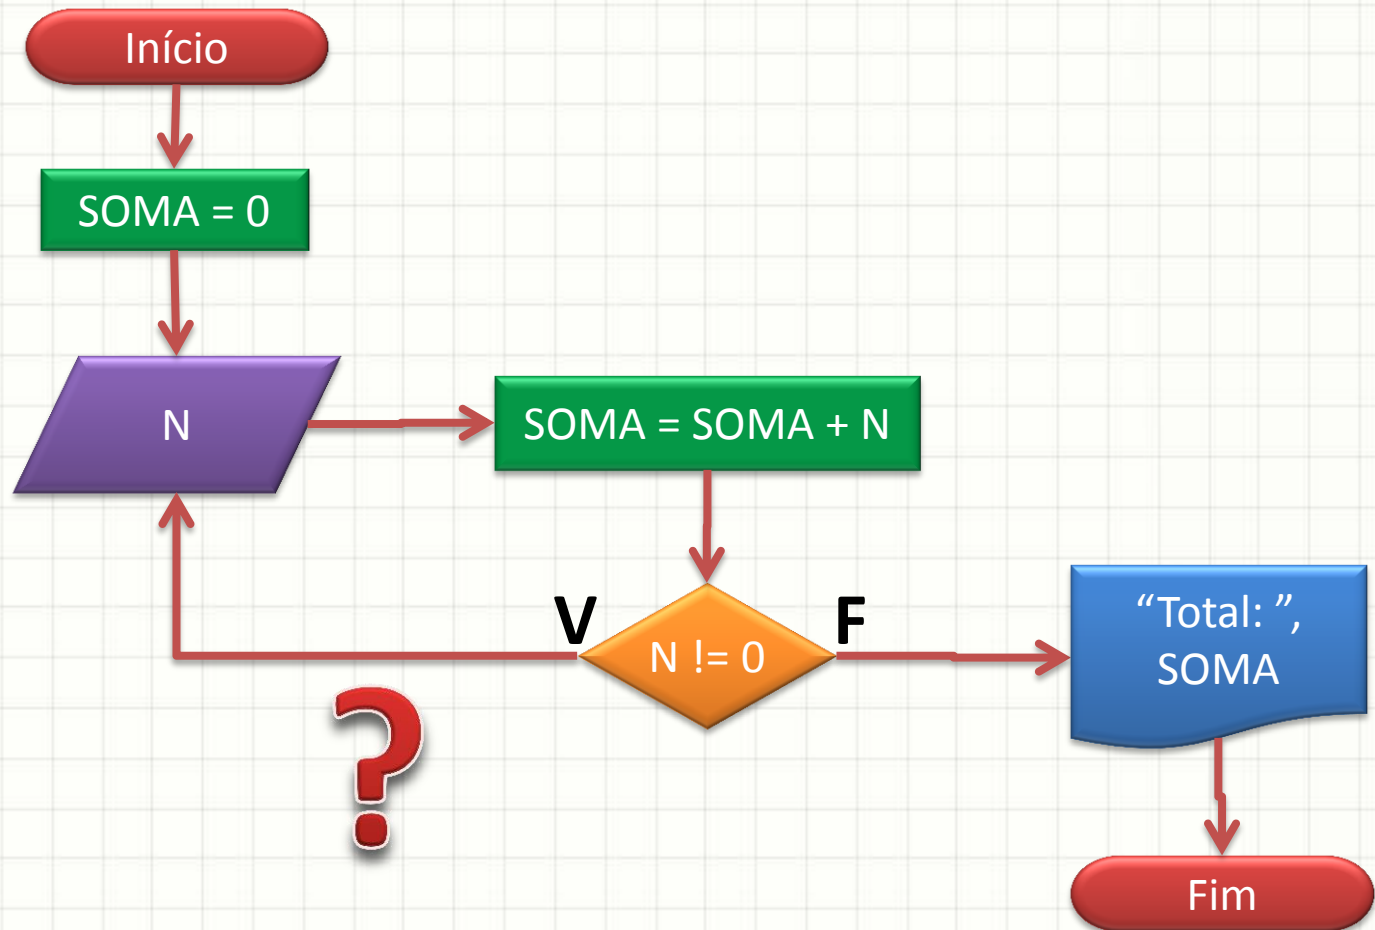 Início
SOMA = 0
N
SOMA = SOMA + N
V
N != 0
F
“Total: ”,
SOMA
?
Fim